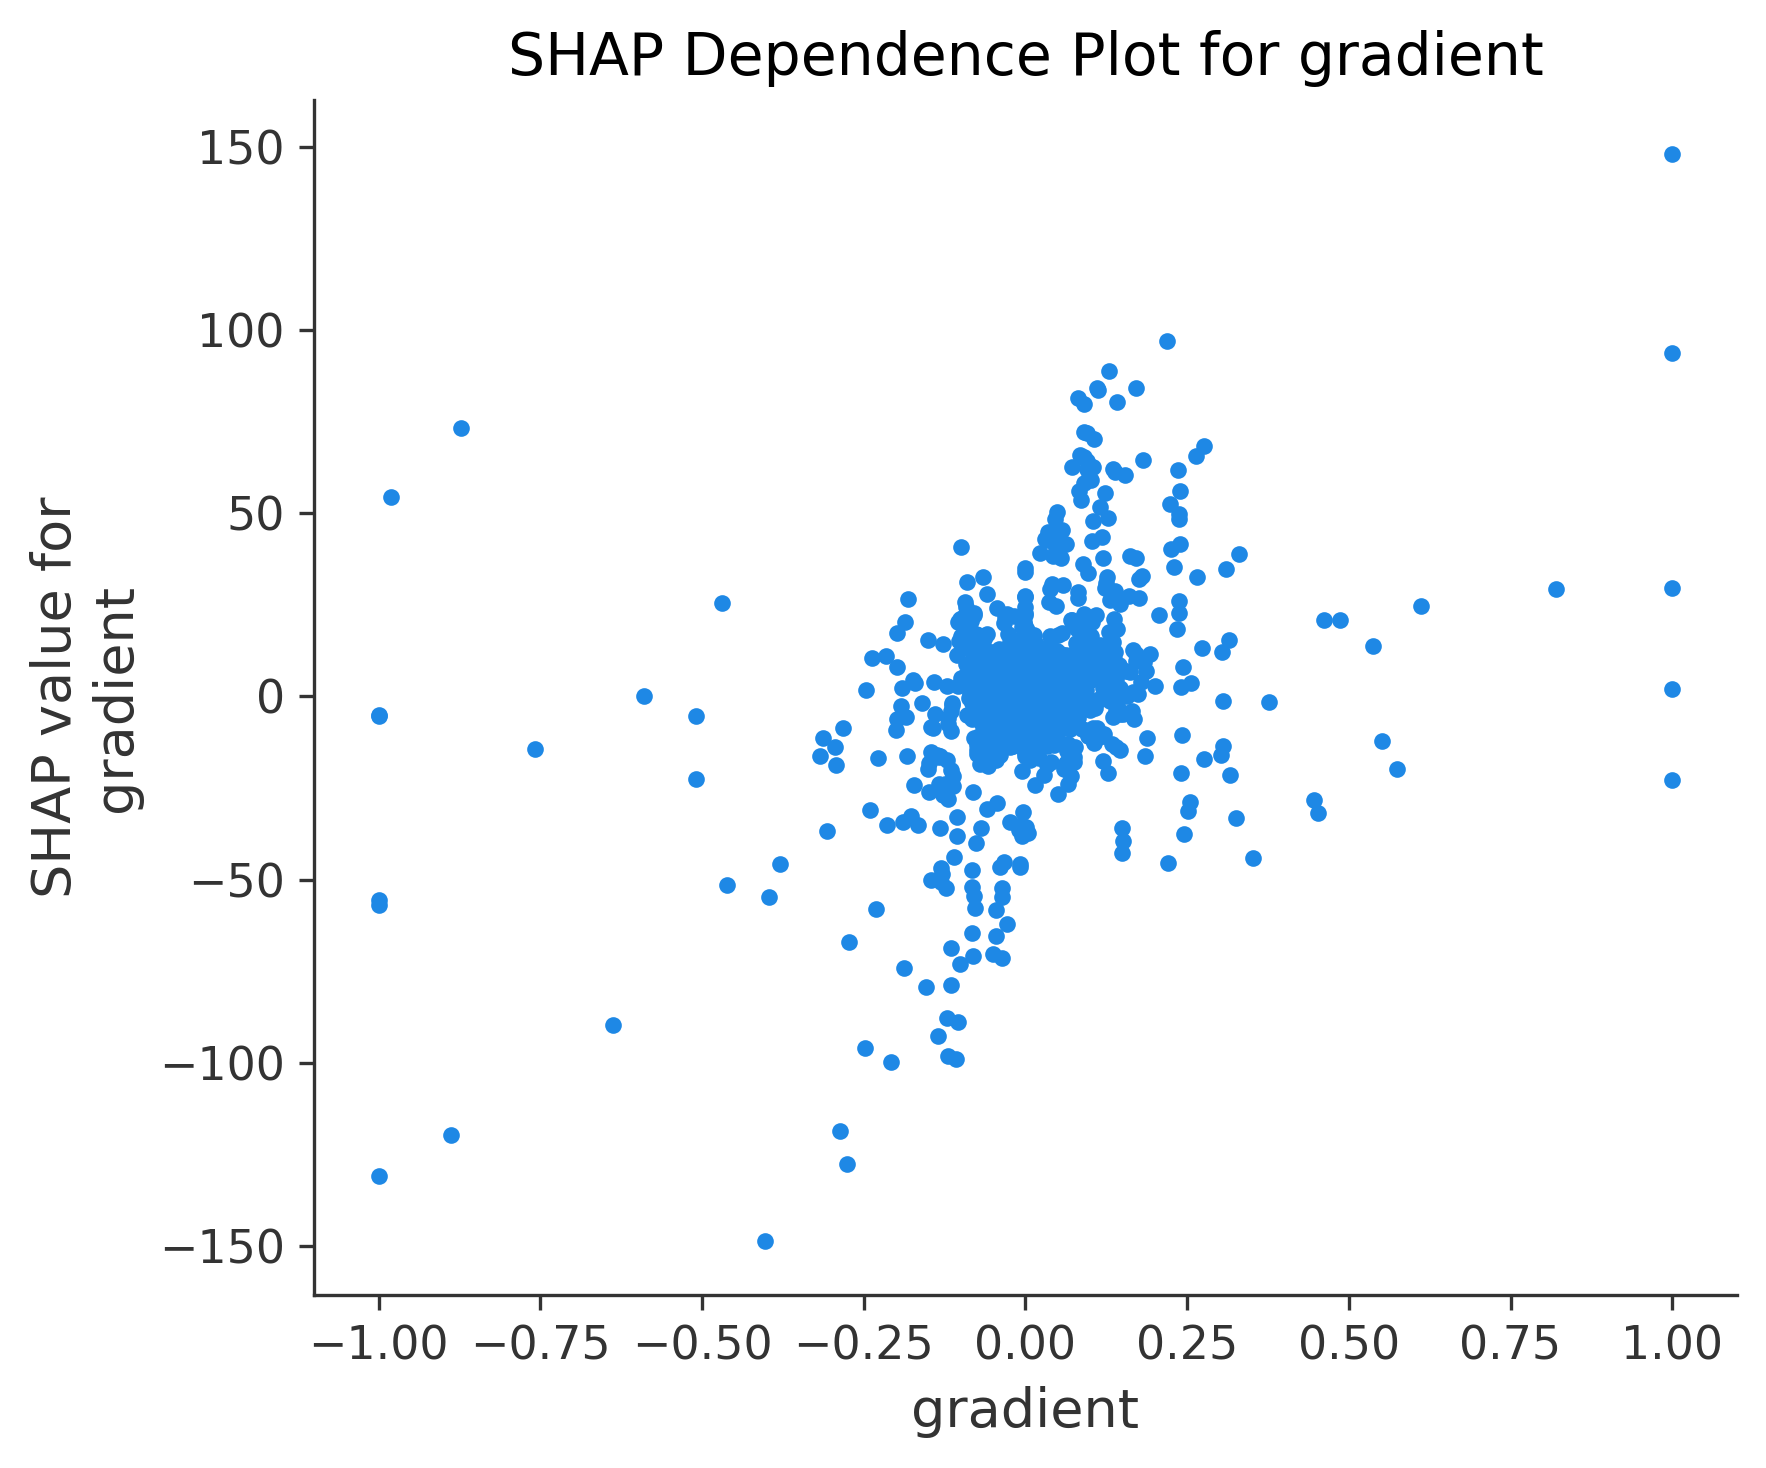 SHAP Dependence Plot for gradient
150
100
50
0
−50
−100
−150
SHAP value for
gradient
−1.00 −0.75 −0.50 −0.25 0.00 0.25 0.50 0.75 1.00
gradient